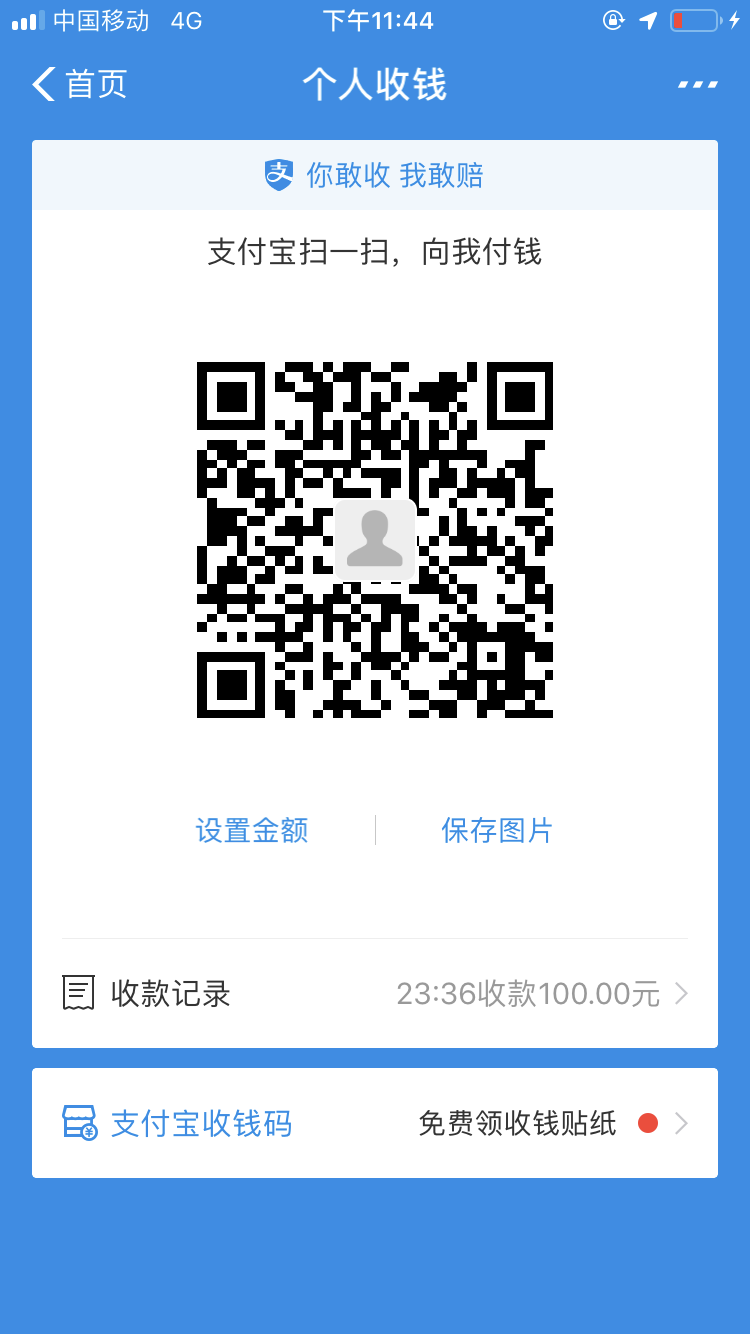 中国移动 4G 下午11:44
首页 个人收钱
支 你敢收 我敢赔
支付宝扫一扫，向我付钱
设置金额 保存图片
收款记录 23:36收款100.00元
支付宝收钱码 免费领收钱贴纸